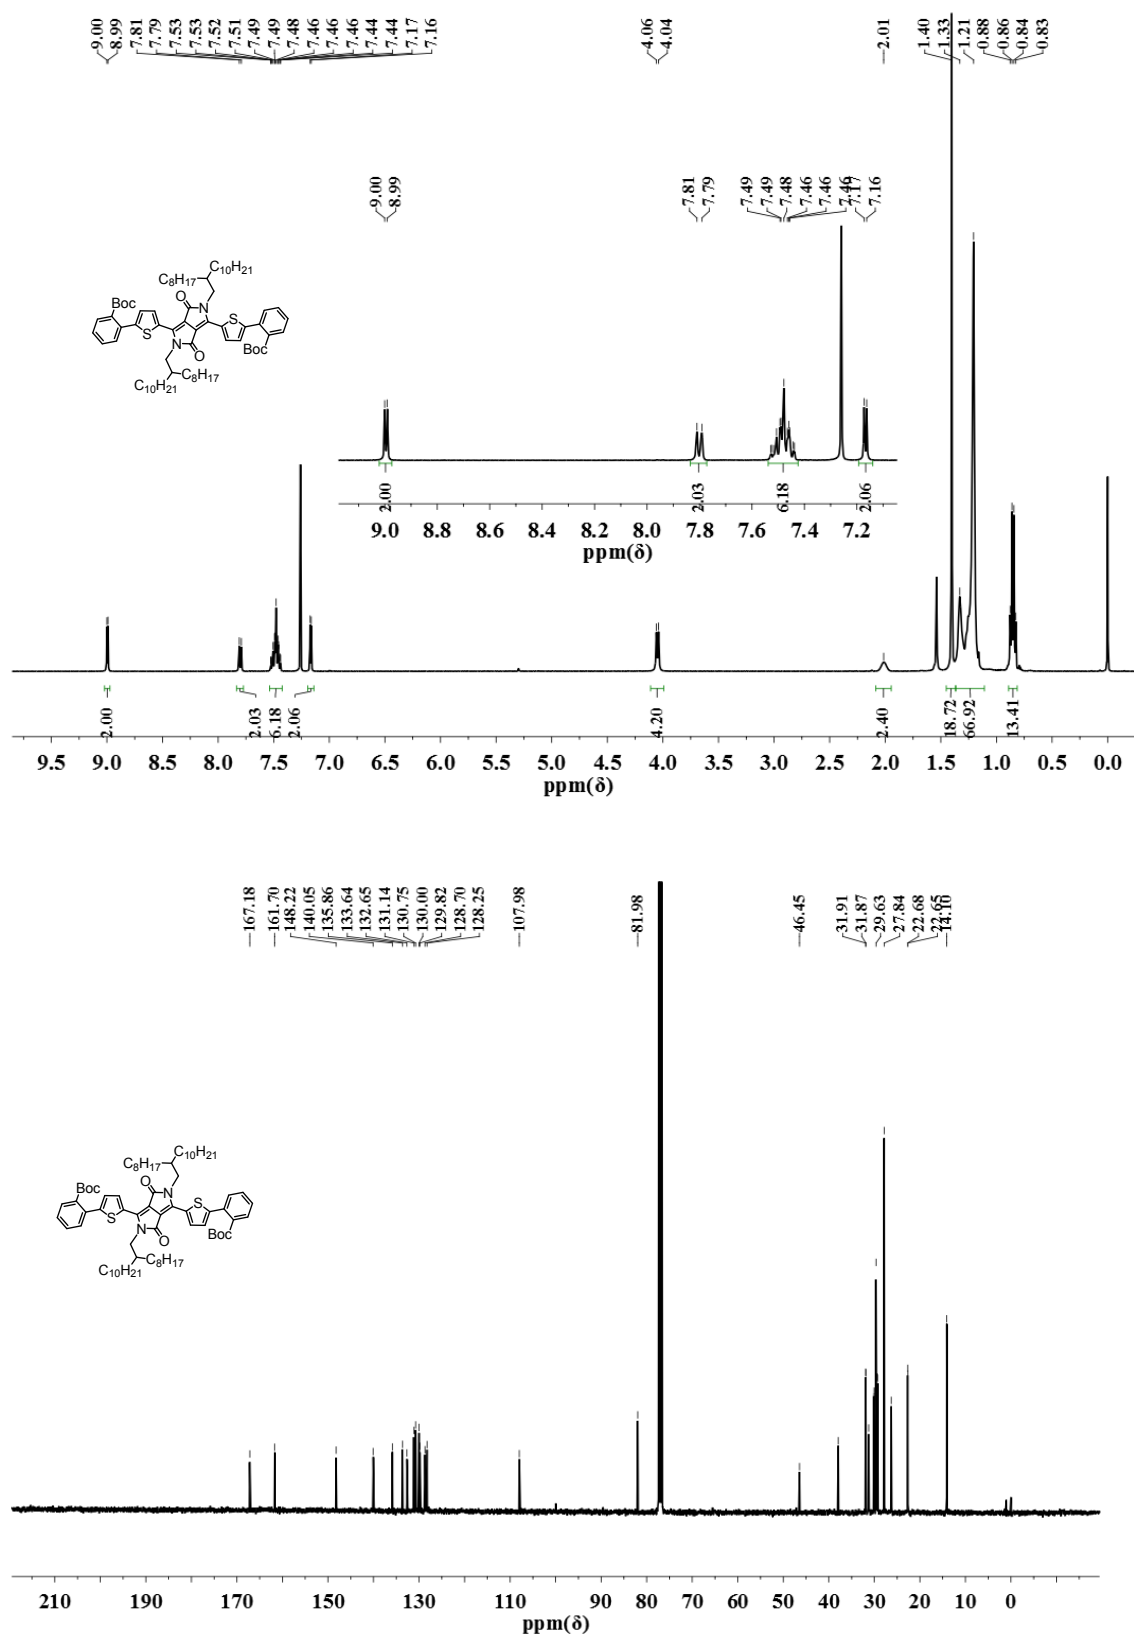 9.00 8.99 7.81 7.79 7.53 7.53 7.52 7.51 7.49 7.49 7.48 7.46 7.46 7.46 7.44 7.44 7.17 7.16 4.06 4.04 2.01 1.40 1.33 1.21 0.88 0.86 0.84 0.83
9.00 8.99 7.81 7.79 7.49 7.49 7.48 7.46 7.46 7.46 7.17 7.16
C10H21
C8H17
Boc
O
N
S
S
N
O
Boc
C8H17
C10H21
2.00 2.03 6.18 2.06
9.0 8.8 8.6 8.4 8.2 8.0 7.8 7.6 7.4 7.2
ppm(δ)
2.00 2.03 6.18 2.06 4.20 2.40 18.72 66.92 13.41
9.5 9.0 8.5 8.0 7.5 7.0 6.5 6.0 5.5 5.0 4.5 4.0 3.5 3.0 2.5 2.0 1.5 1.0 0.5 0.0
ppm(δ)
167.18 161.70 148.22 140.05 135.86 133.64 132.65 131.14 130.75 130.00 129.82 128.70 128.25 107.98 81.98 46.45 31.91 31.87 29.63 27.84 22.68 22.65 14.10
C10H21
C8H17
Boc
O
N
S
S
N
O
Boc
C8H17
C10H21
210 190 170 150 130 110 90 80 70 60 50 40 30 20 10 0
ppm(δ)